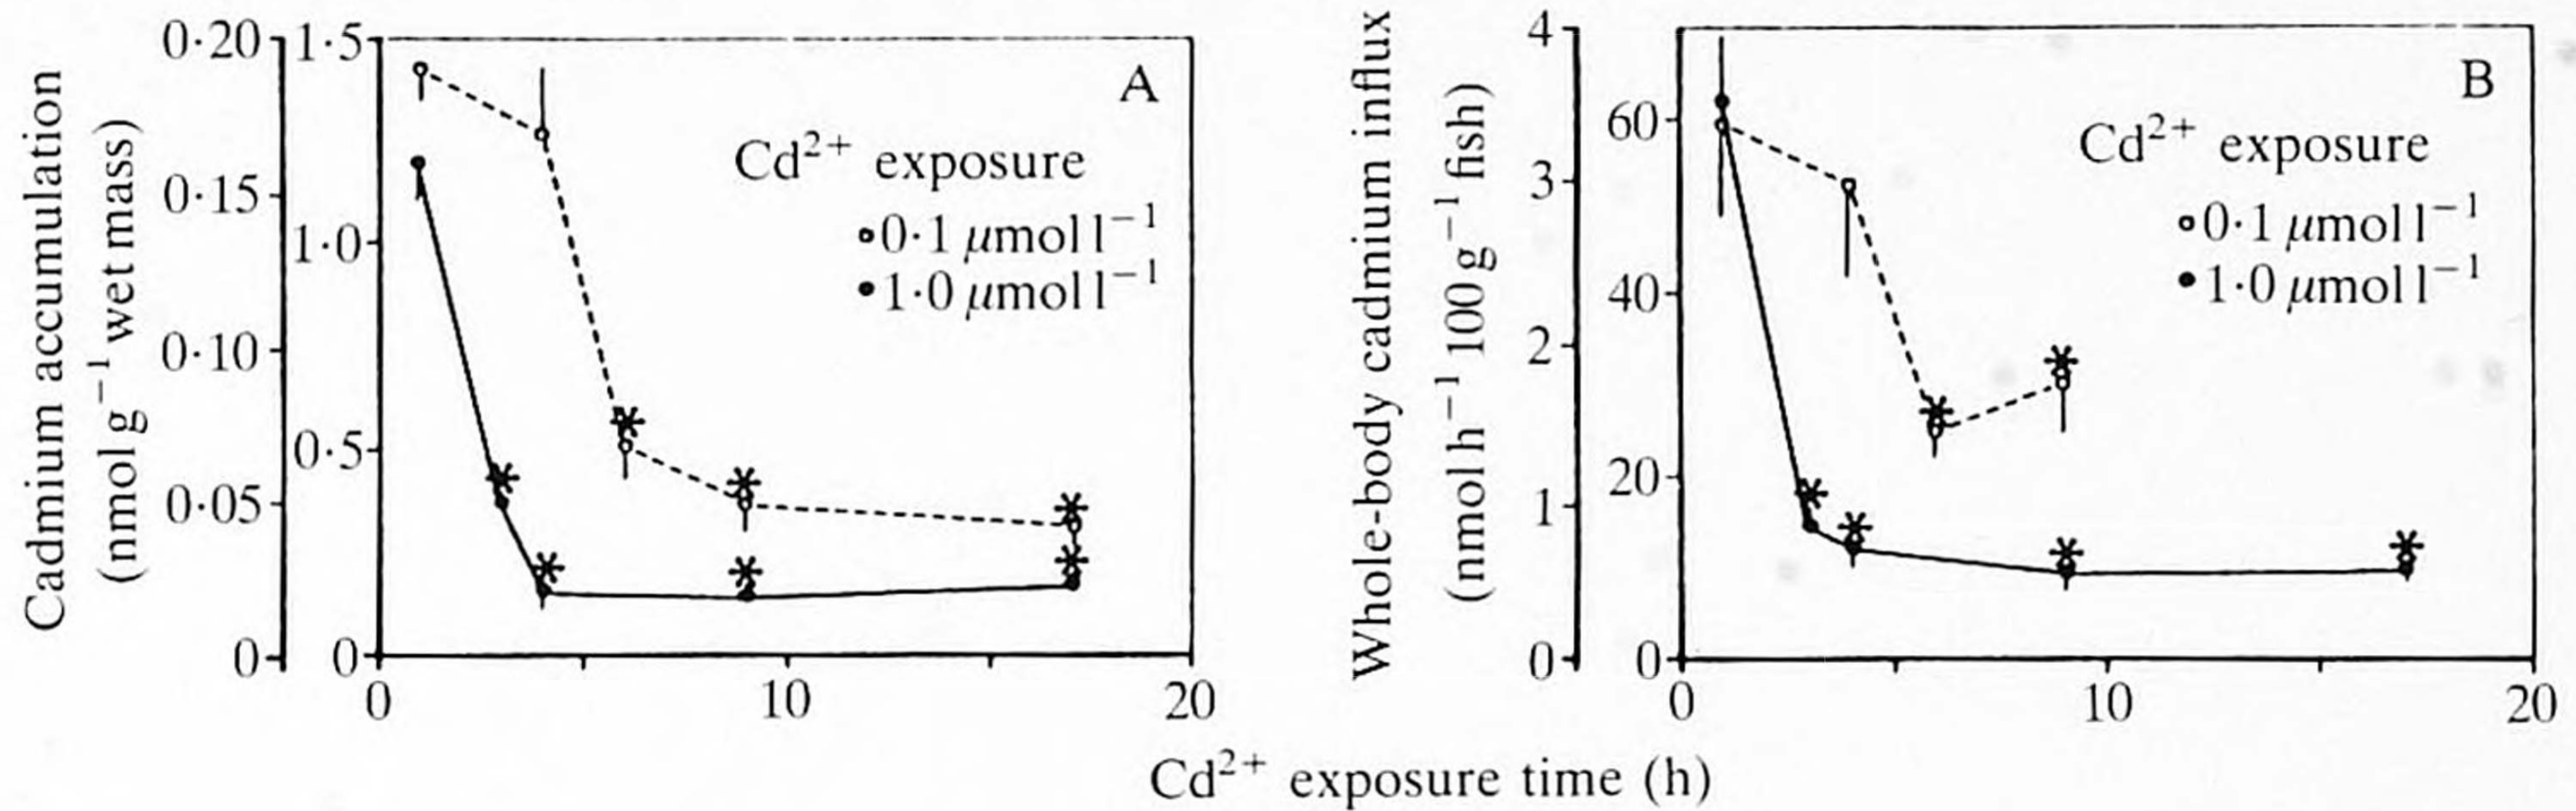 Cadmium accumulation
(nmol g⁻¹ wet mass)
0·20
0·15
0·10
0·05
0
1·5
1·0
0·5
0
A
Cd²⁺ exposure
0·1 μmol l⁻¹
1·0 μmol l⁻¹
0
10
20
Whole-body cadmium influx
(nmol h⁻¹ 100 g⁻¹ fish)
4
3
2
1
0
60
40
20
0
B
Cd²⁺ exposure
0·1 μmol l⁻¹
1·0 μmol l⁻¹
0
10
20
Cd²⁺ exposure time (h)